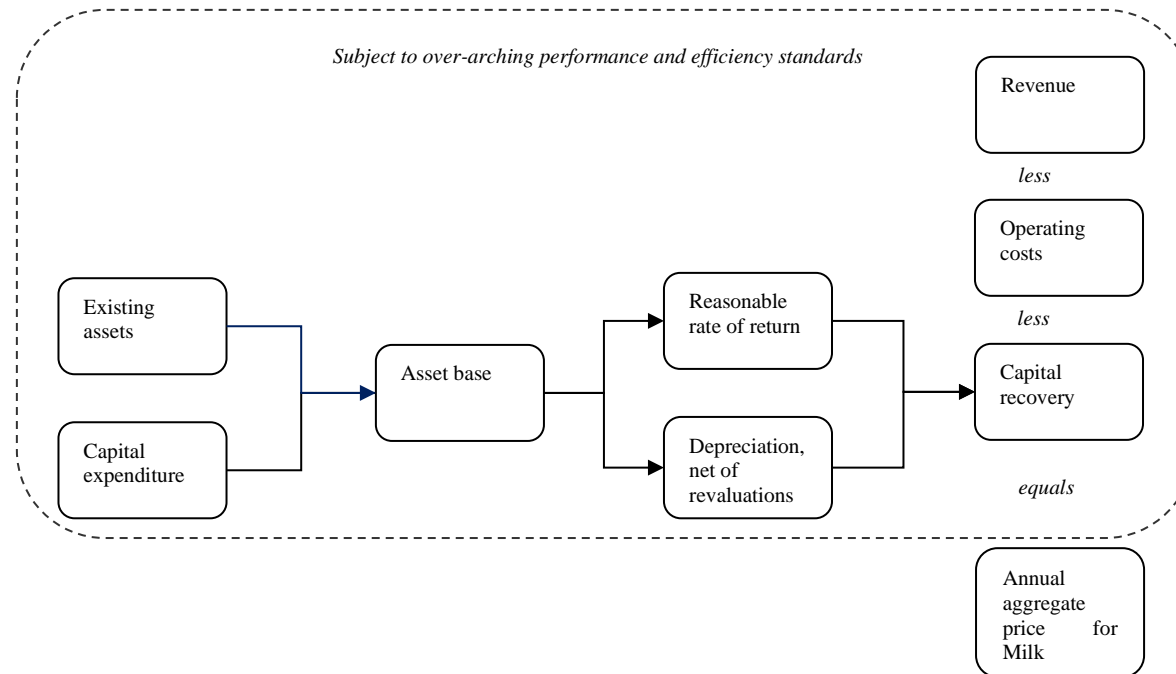 Subject to over-arching performance and efficiency standards
Revenue
less
Operating
costs
less
Existing
assets
Capital
expenditure
Asset base
Reasonable
rate of return
Depreciation,
net of
revaluations
Capital
recovery
equals
Annual
aggregate
price for
Milk